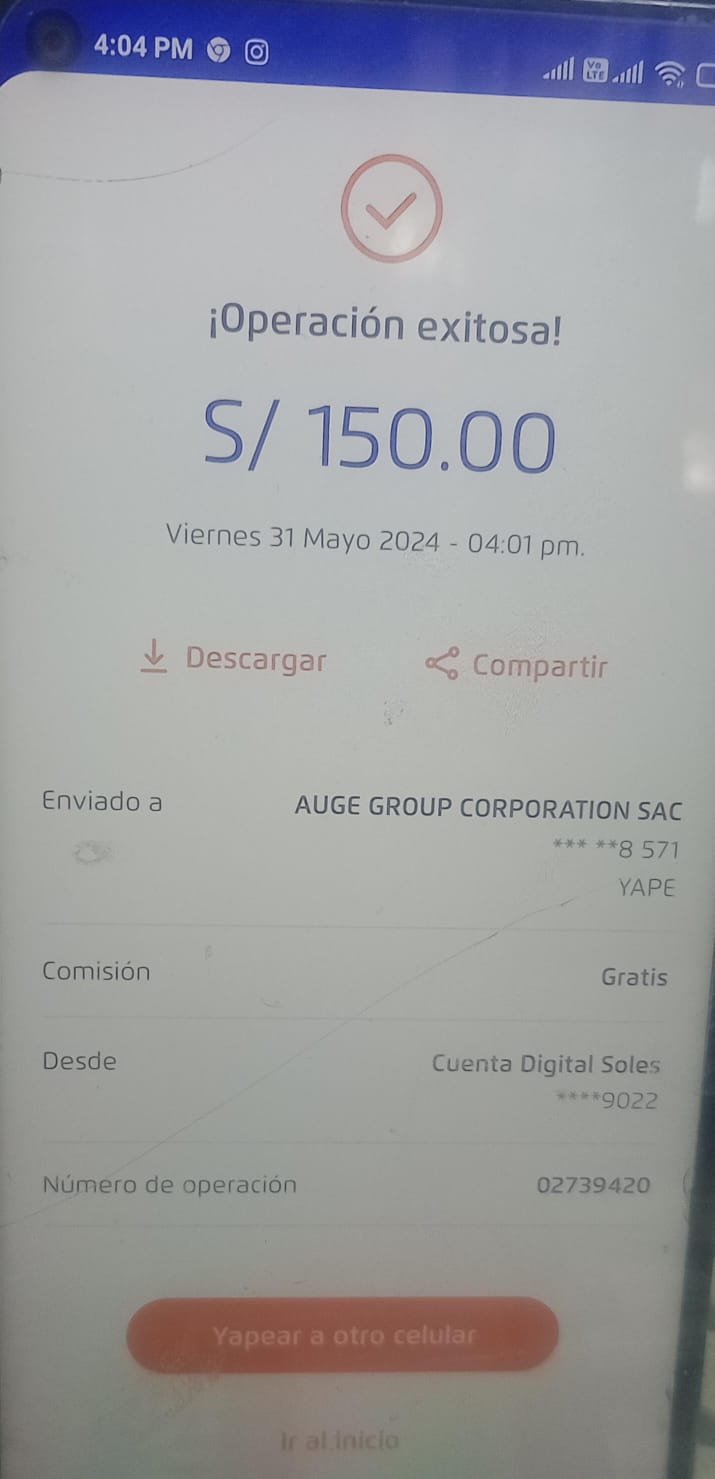 4:04 PM
Vo
LTE
¡Operación exitosa!
S/ 150.00
Viernes 31 Mayo 2024 - 04:01 pm.
Descargar
Compartir
Enviado a
AUGE GROUP CORPORATION SAC
*** **8 571
YAPE
Comisión
Gratis
Desde
Cuenta Digital Soles
****9022
Número de operación
02739420
Yapear a otro celular
Ir al inicio